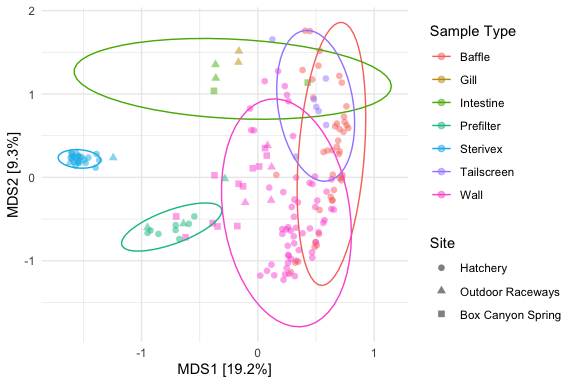 2
1
0
-1
MDS2 [9.3%]
-1
0
1
MDS1 [19.2%]
Sample Type
Baffle
Gill
Intestine
Prefilter
Sterivex
Tailscreen
Wall
Site
Hatchery
Outdoor Raceways
Box Canyon Spring